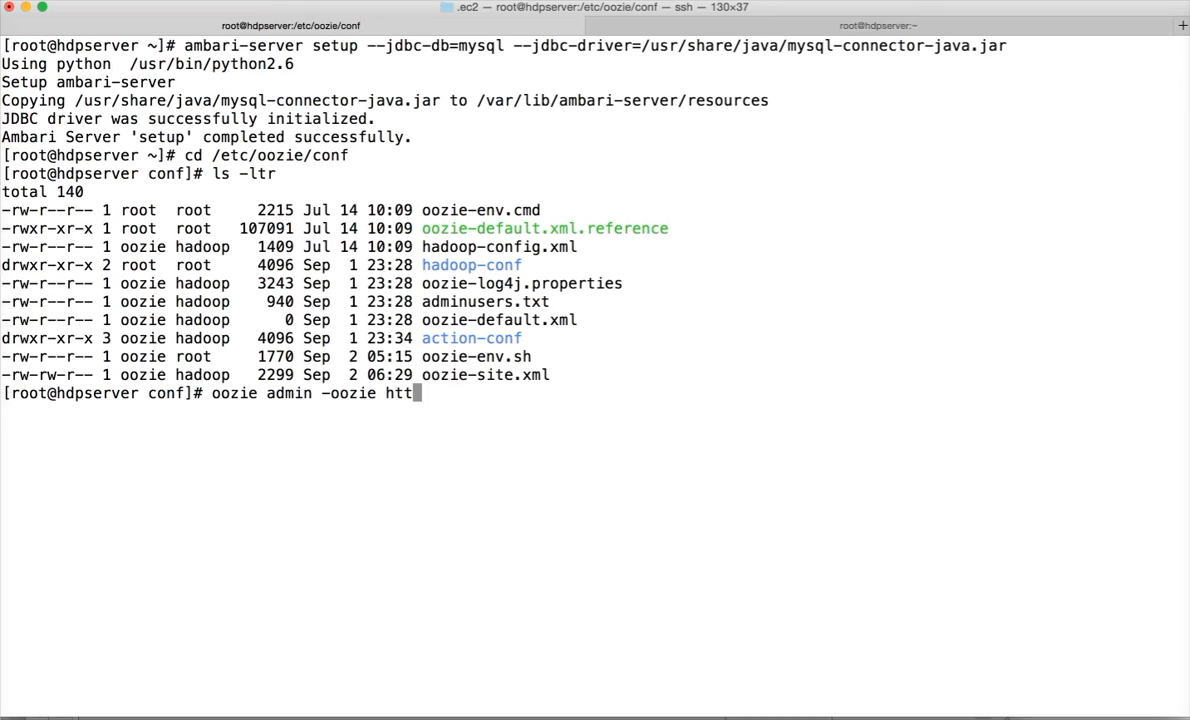 .ec2 — root@hdpserver:/etc/oozie/conf — ssh — 130×37
root@hdpserver:/etc/oozie/conf
root@hdpserver:~
+
[root@hdpserver ~]# ambari-server setup --jdbc-db=mysql --jdbc-driver=/usr/share/java/mysql-connector-java.jar
Using python  /usr/bin/python2.6
Setup ambari-server
Copying /usr/share/java/mysql-connector-java.jar to /var/lib/ambari-server/resources
JDBC driver was successfully initialized.
Ambari Server 'setup' completed successfully.
[root@hdpserver ~]# cd /etc/oozie/conf
[root@hdpserver conf]# ls -ltr
total 140
-rw-r--r-- 1 root  root     2215 Jul 14 10:09 oozie-env.cmd
-rwxr-xr-x 1 root  root   107091 Jul 14 10:09 oozie-default.xml.reference
-rw-r--r-- 1 oozie hadoop   1409 Jul 14 10:09 hadoop-config.xml
drwxr-xr-x 2 root  root     4096 Sep  1 23:28 hadoop-conf
-rw-r--r-- 1 oozie hadoop   3243 Sep  1 23:28 oozie-log4j.properties
-rw-r--r-- 1 oozie hadoop    940 Sep  1 23:28 adminusers.txt
-rw-r--r-- 1 oozie hadoop      0 Sep  1 23:28 oozie-default.xml
drwxr-xr-x 3 oozie hadoop   4096 Sep  1 23:34 action-conf
-rw-r--r-- 1 oozie root     1770 Sep  2 05:15 oozie-env.sh
-rw-rw-r-- 1 oozie hadoop   2299 Sep  2 06:29 oozie-site.xml
[root@hdpserver conf]# oozie admin -oozie htt